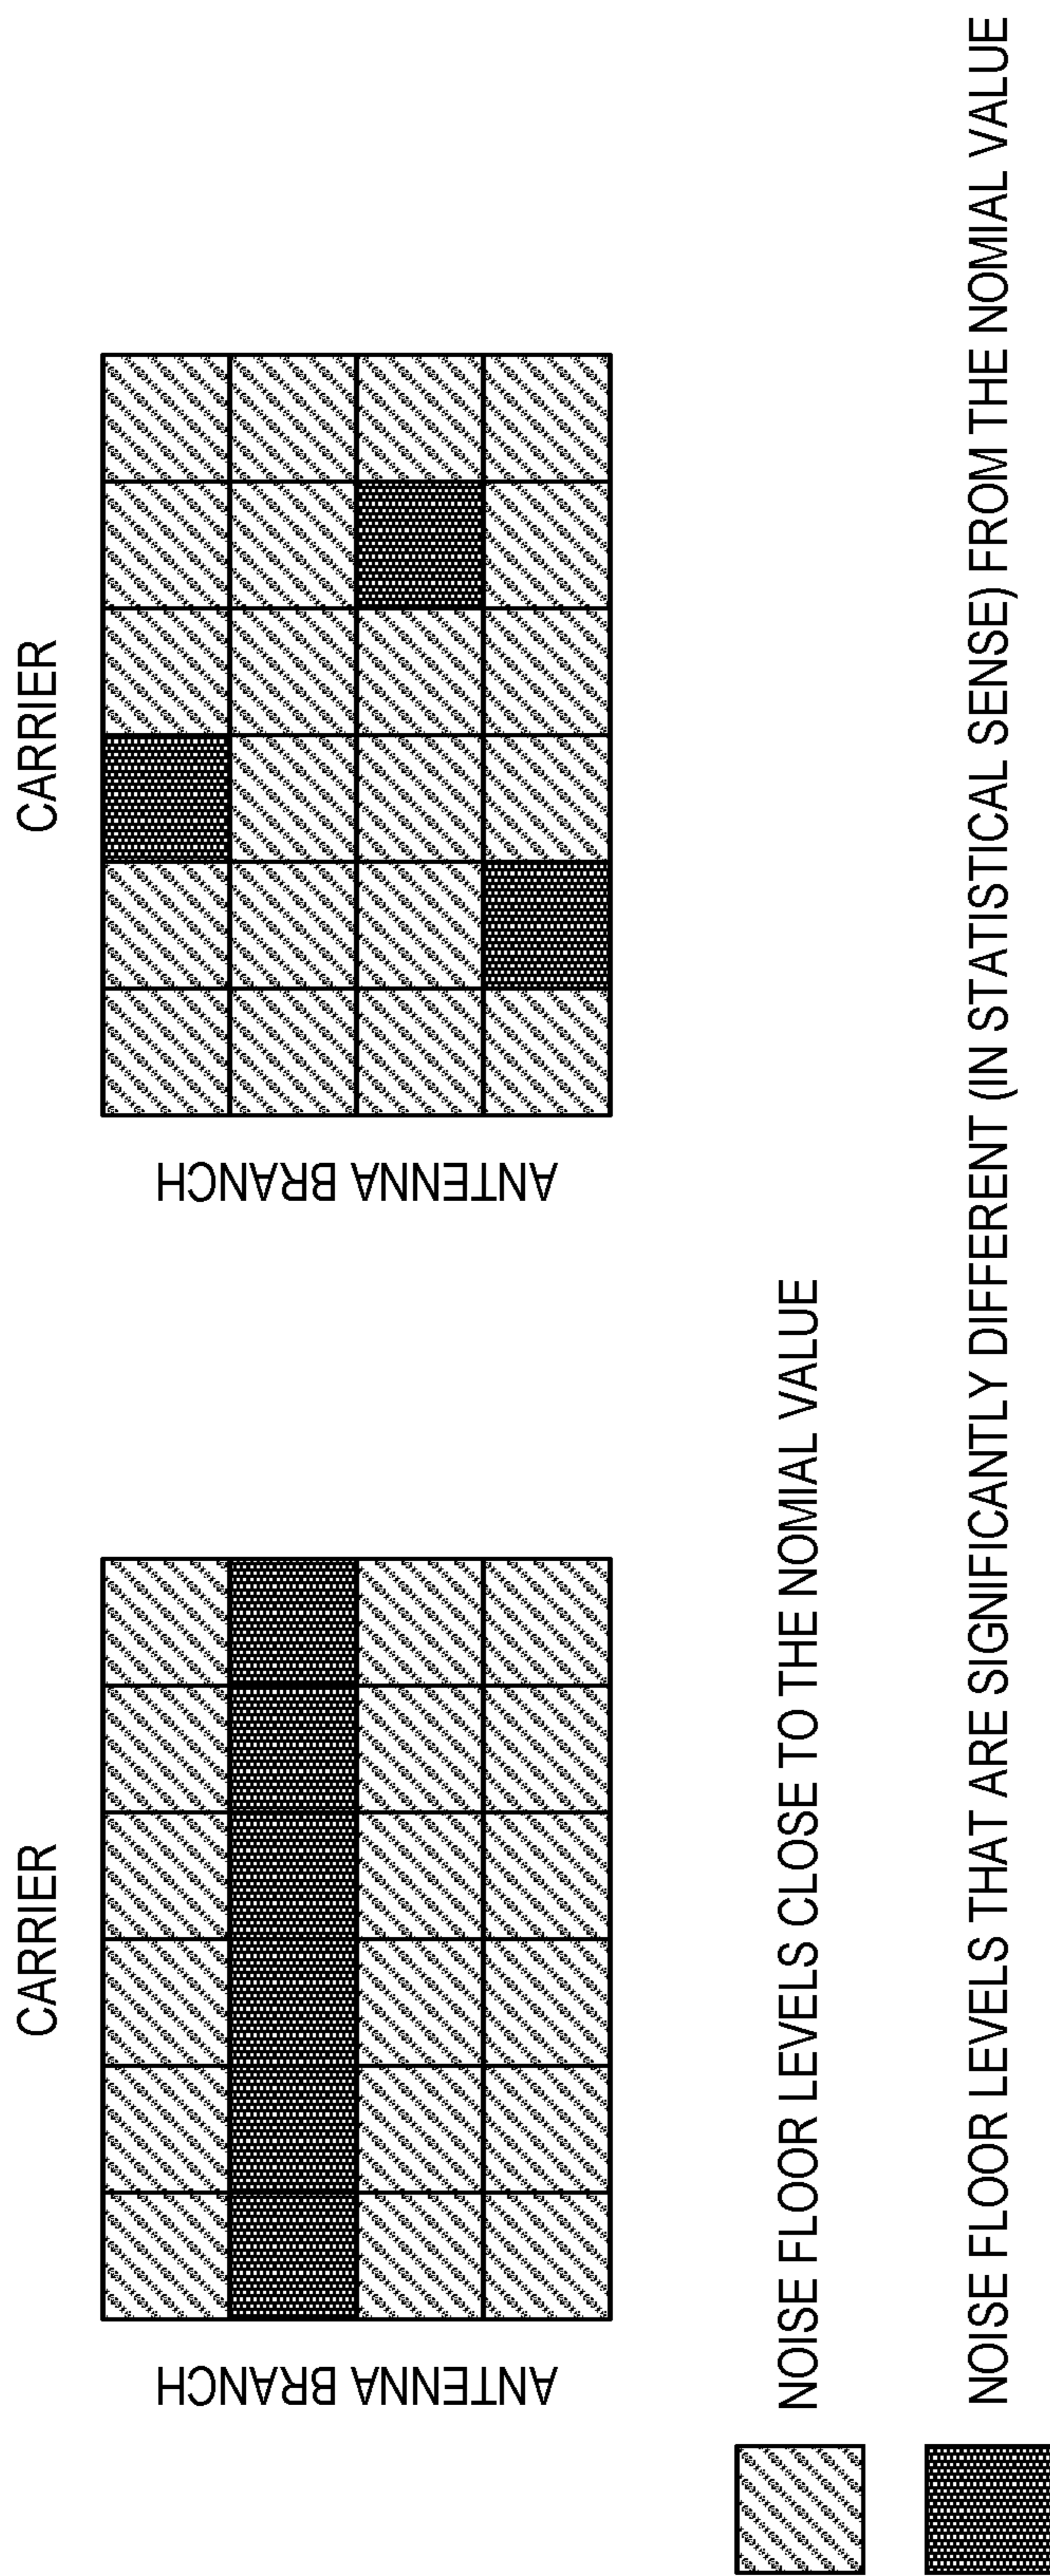 CARRIER
CARRIER
ANTENNA BRANCH
ANTENNA BRANCH
NOISE FLOOR LEVELS CLOSE TO THE NOMIAL VALUE
NOISE FLOOR LEVELS THAT ARE SIGNIFICANTLY DIFFERENT (IN STATISTICAL SENSE) FROM THE NOMIAL VALUE